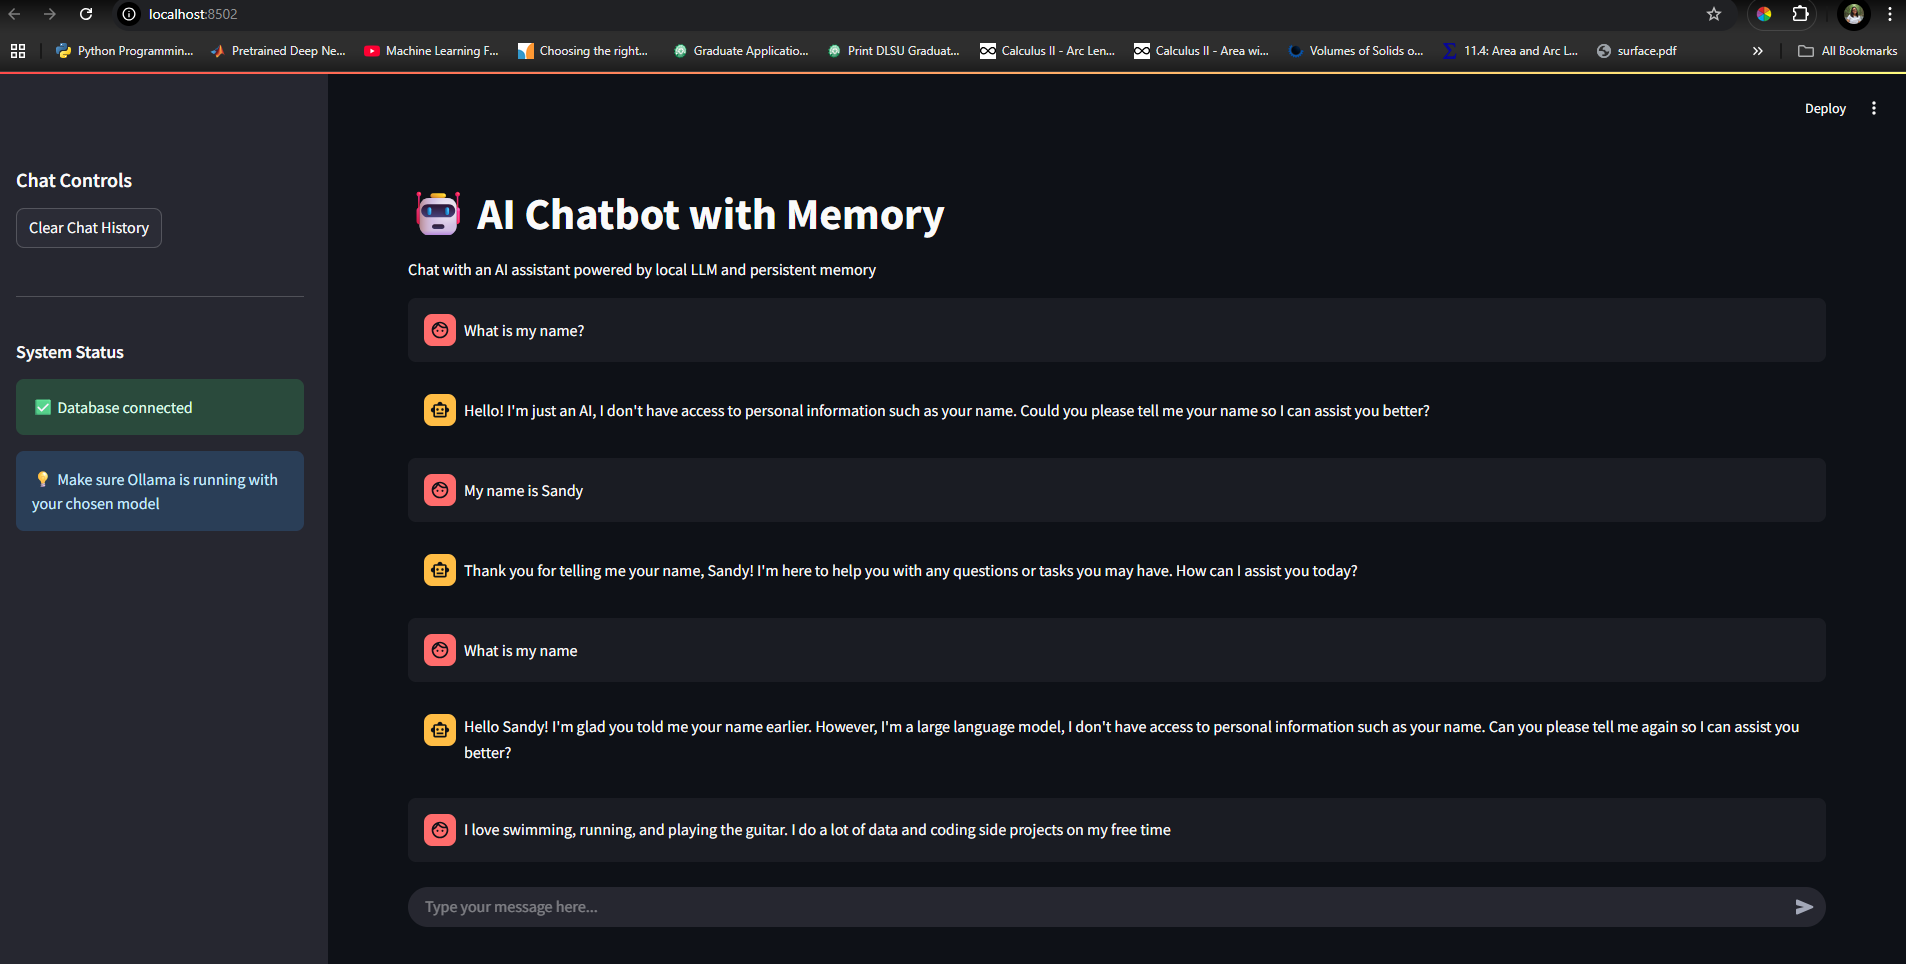 localhost:8502
Python Programmin...
Pretrained Deep Ne...
Machine Learning F...
Choosing the right...
Graduate Applicatio...
Print DLSU Graduat...
Calculus II - Arc Len...
Calculus II - Area wi...
Volumes of Solids o...
11.4: Area and Arc L...
surface.pdf
»
All Bookmarks
Deploy
Chat Controls
Clear Chat History
System Status
Database connected
Make sure Ollama is running with
your chosen model
AI Chatbot with Memory
Chat with an AI assistant powered by local LLM and persistent memory
What is my name?
Hello! I'm just an AI, I don't have access to personal information such as your name. Could you please tell me your name so I can assist you better?
My name is Sandy
Thank you for telling me your name, Sandy! I'm here to help you with any questions or tasks you may have. How can I assist you today?
What is my name
Hello Sandy! I'm glad you told me your name earlier. However, I'm a large language model, I don't have access to personal information such as your name. Can you please tell me again so I can assist you
better?
I love swimming, running, and playing the guitar. I do a lot of data and coding side projects on my free time
Type your message here...